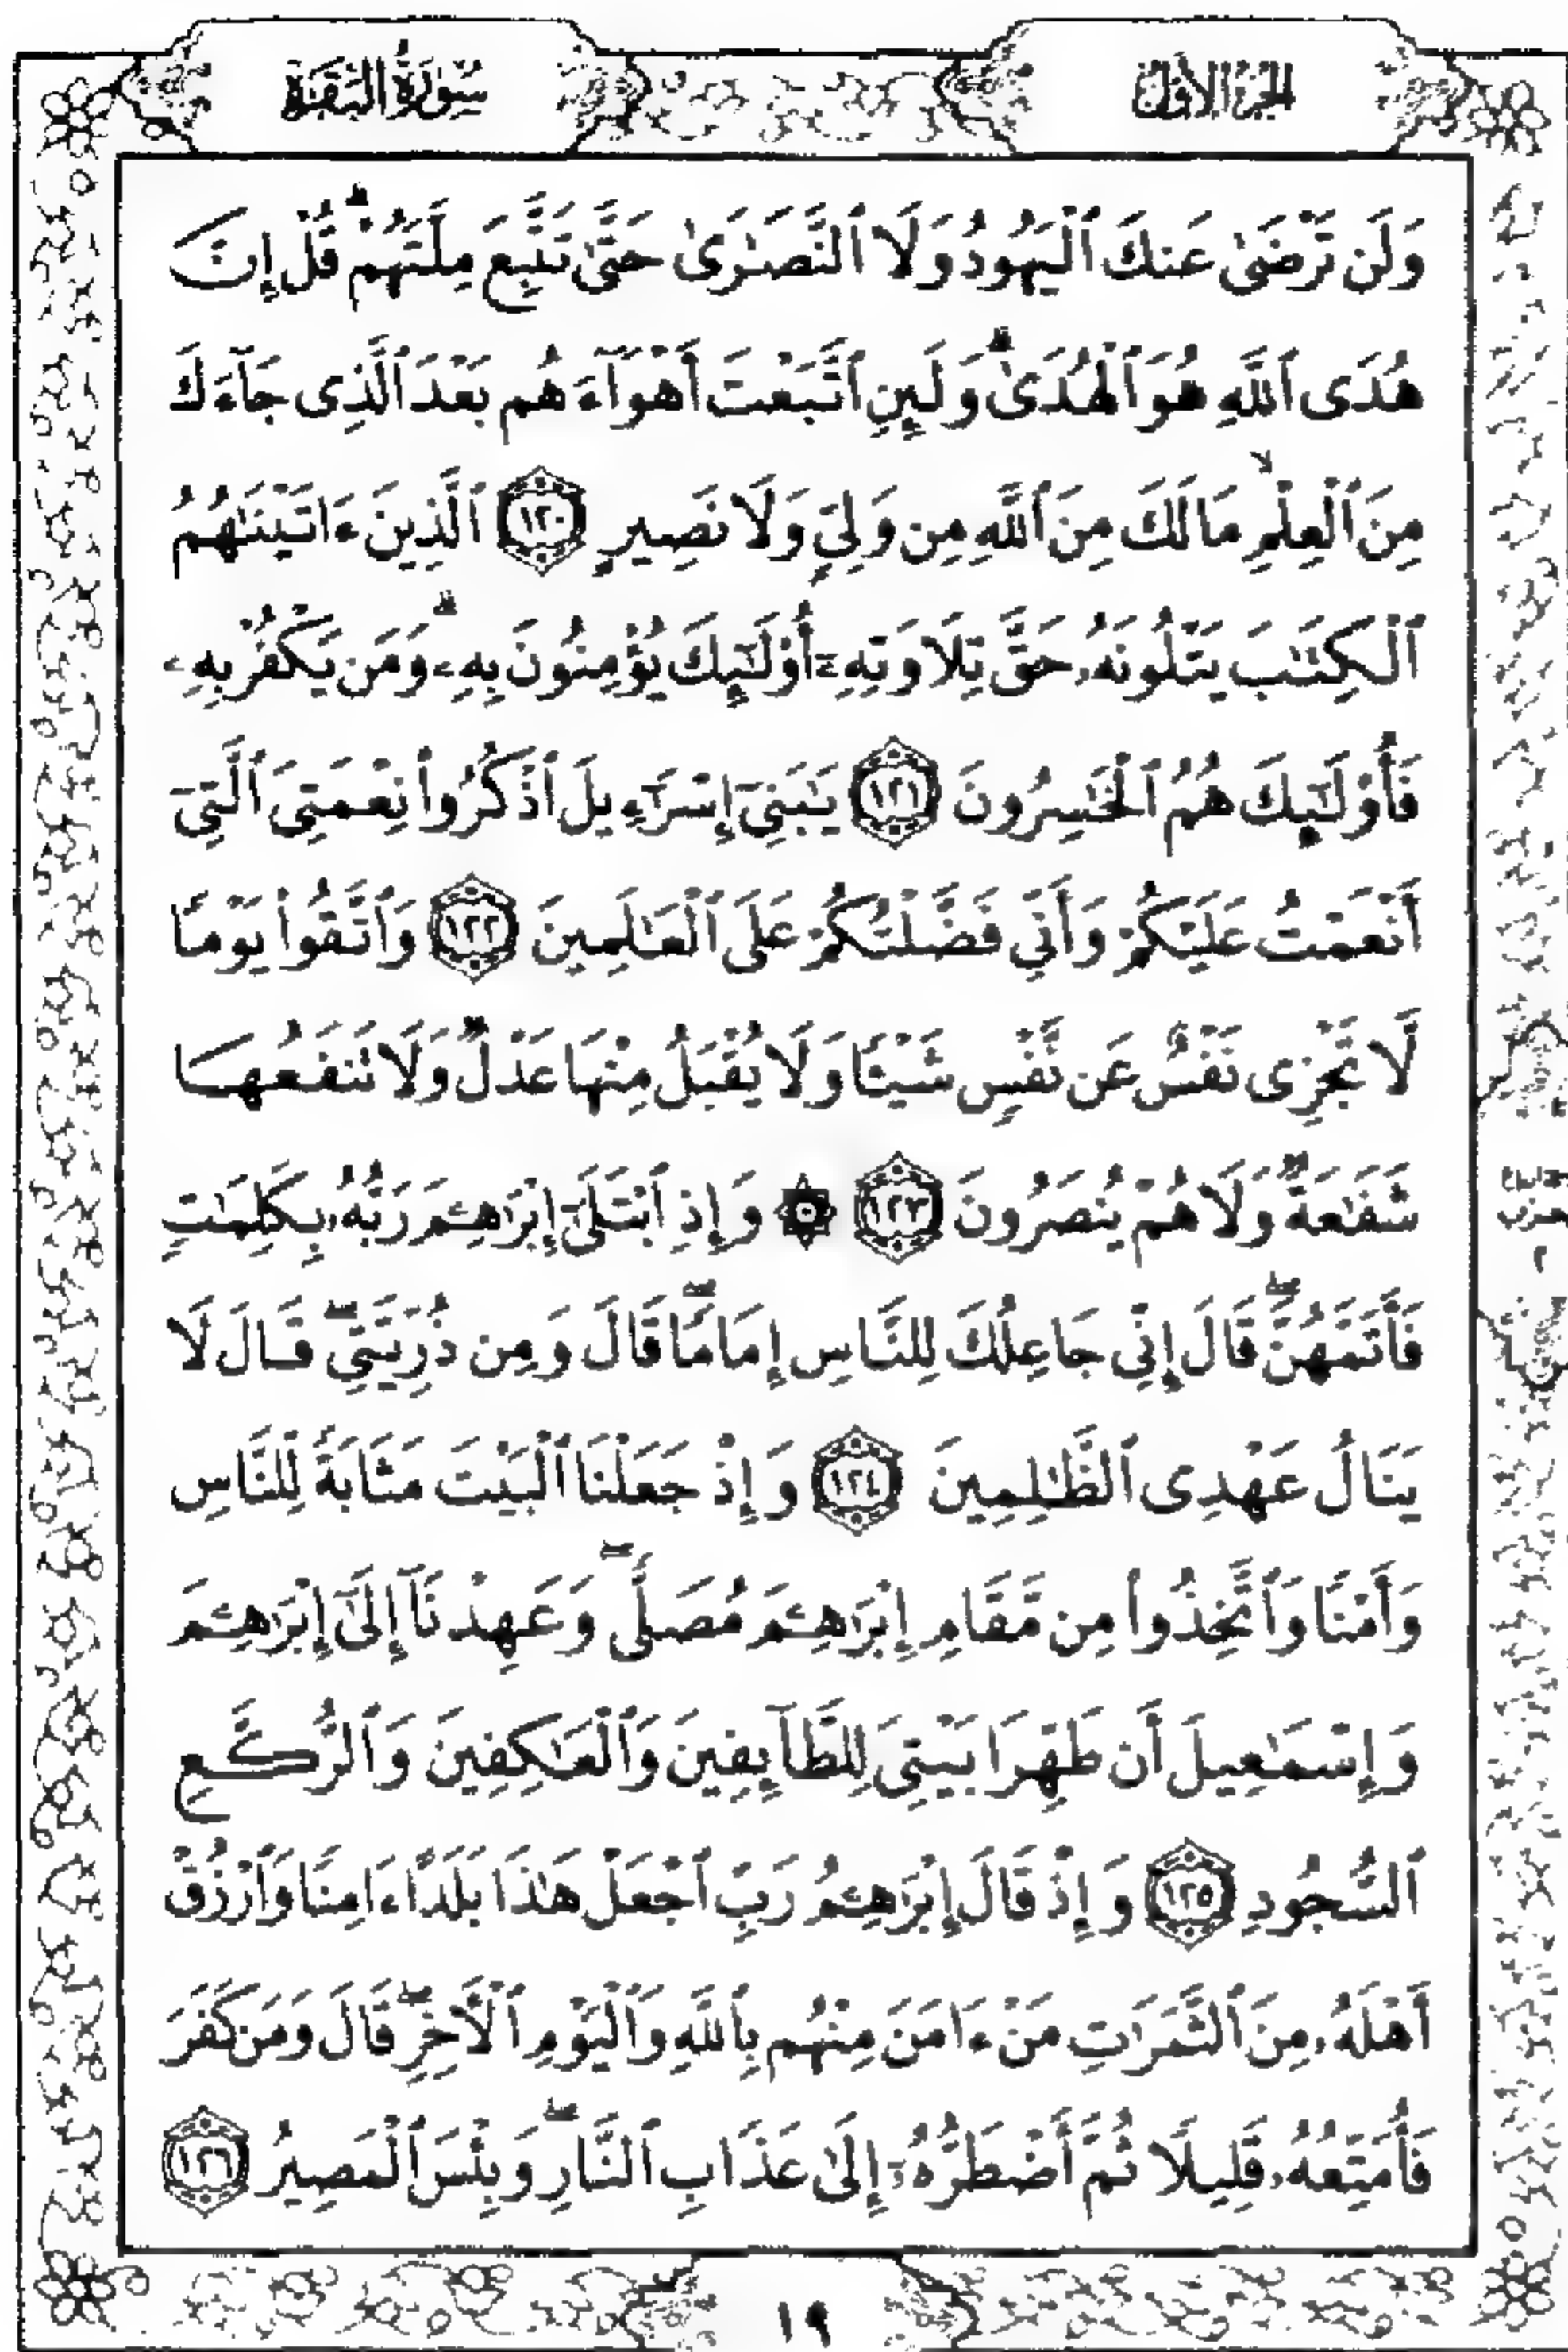 الجزء الأول
سورة البقرة
وَلَن تَرْضَىٰ عَنكَ ٱلْيَهُودُ وَلَا ٱلنَّصَٰرَىٰ حَتَّىٰ تَتَّبِعَ مِلَّتَهُمْ ۗ قُلْ إِنَّ
هُدَى ٱللَّهِ هُوَ ٱلْهُدَىٰ ۗ وَلَئِنِ ٱتَّبَعْتَ أَهْوَآءَهُم بَعْدَ ٱلَّذِى جَآءَكَ
مِنَ ٱلْعِلْمِ ۙ مَا لَكَ مِنَ ٱللَّهِ مِن وَلِىٍّ وَلَا نَصِيرٍ ١٢٠ ٱلَّذِينَ ءَاتَيْنَٰهُمُ
ٱلْكِتَٰبَ يَتْلُونَهُۥ حَقَّ تِلَاوَتِهِۦٓ أُو۟لَٰٓئِكَ يُؤْمِنُونَ بِهِۦ ۗ وَمَن يَكْفُرْ بِهِۦ
فَأُو۟لَٰٓئِكَ هُمُ ٱلْخَٰسِرُونَ ١٢١ يَٰبَنِىٓ إِسْرَٰٓءِيلَ ٱذْكُرُوا۟ نِعْمَتِىَ ٱلَّتِىٓ
أَنْعَمْتُ عَلَيْكُمْ وَأَنِّى فَضَّلْتُكُمْ عَلَى ٱلْعَٰلَمِينَ ١٢٢ وَٱتَّقُوا۟ يَوْمًا
لَّا تَجْزِى نَفْسٌ عَن نَّفْسٍ شَيْـًٔا وَلَا يُقْبَلُ مِنْهَا عَدْلٌ وَلَا تَنفَعُهَا
شَفَٰعَةٌ وَلَا هُمْ يُنصَرُونَ ١٢٣ ۞ وَإِذِ ٱبْتَلَىٰٓ إِبْرَٰهِـۧمَ رَبُّهُۥ بِكَلِمَٰتٍ
فَأَتَمَّهُنَّ ۖ قَالَ إِنِّى جَاعِلُكَ لِلنَّاسِ إِمَامًا ۖ قَالَ وَمِن ذُرِّيَّتِى ۖ قَالَ لَا
يَنَالُ عَهْدِى ٱلظَّٰلِمِينَ ١٢٤ وَإِذْ جَعَلْنَا ٱلْبَيْتَ مَثَابَةً لِّلنَّاسِ
وَأَمْنًا وَٱتَّخِذُوا۟ مِن مَّقَامِ إِبْرَٰهِـۧمَ مُصَلًّى ۖ وَعَهِدْنَآ إِلَىٰٓ إِبْرَٰهِـۧمَ
وَإِسْمَٰعِيلَ أَن طَهِّرَا بَيْتِىَ لِلطَّآئِفِينَ وَٱلْعَٰكِفِينَ وَٱلرُّكَّعِ
ٱلسُّجُودِ ١٢٥ وَإِذْ قَالَ إِبْرَٰهِـۧمُ رَبِّ ٱجْعَلْ هَٰذَا بَلَدًا ءَامِنًا وَٱرْزُقْ
أَهْلَهُۥ مِنَ ٱلثَّمَرَٰتِ مَنْ ءَامَنَ مِنْهُم بِٱللَّهِ وَٱلْيَوْمِ ٱلْـَٔاخِرِ ۖ قَالَ وَمَن كَفَرَ
فَأُمَتِّعُهُۥ قَلِيلًا ثُمَّ أَضْطَرُّهُۥٓ إِلَىٰ عَذَابِ ٱلنَّارِ ۖ وَبِئْسَ ٱلْمَصِيرُ ١٢٦
١٩